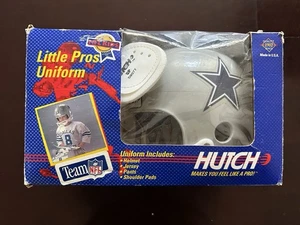 Little Pros
Uniform
Team NFL
8
Uniform Includes:
• Helmet
• Jersey
• Pants
• Shoulder Pads
HUTCH
MAKES YOU FEEL LIKE A PRO!
Made in U.S.A.